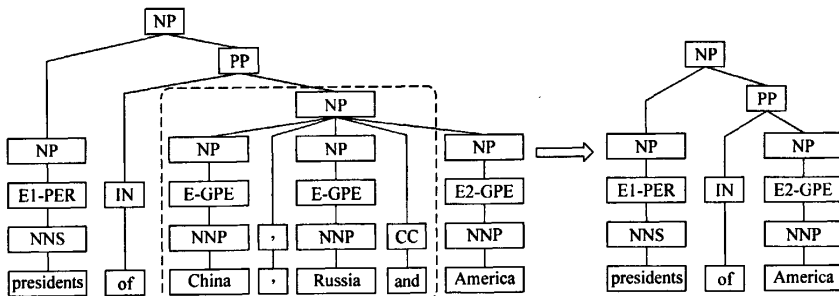 NP
NP
PP
NP
PP
NP
NP
NP
NP
NP
NP
NP
E1-PER
IN
E-GPE
E-GPE
E2-GPE
E1-PER
IN
E2-GPE
NNS
NNP
,
NNP
CC
NNP
NNS
NNP
presidents
of
China
,
Russia
and
America
presidents
of
America